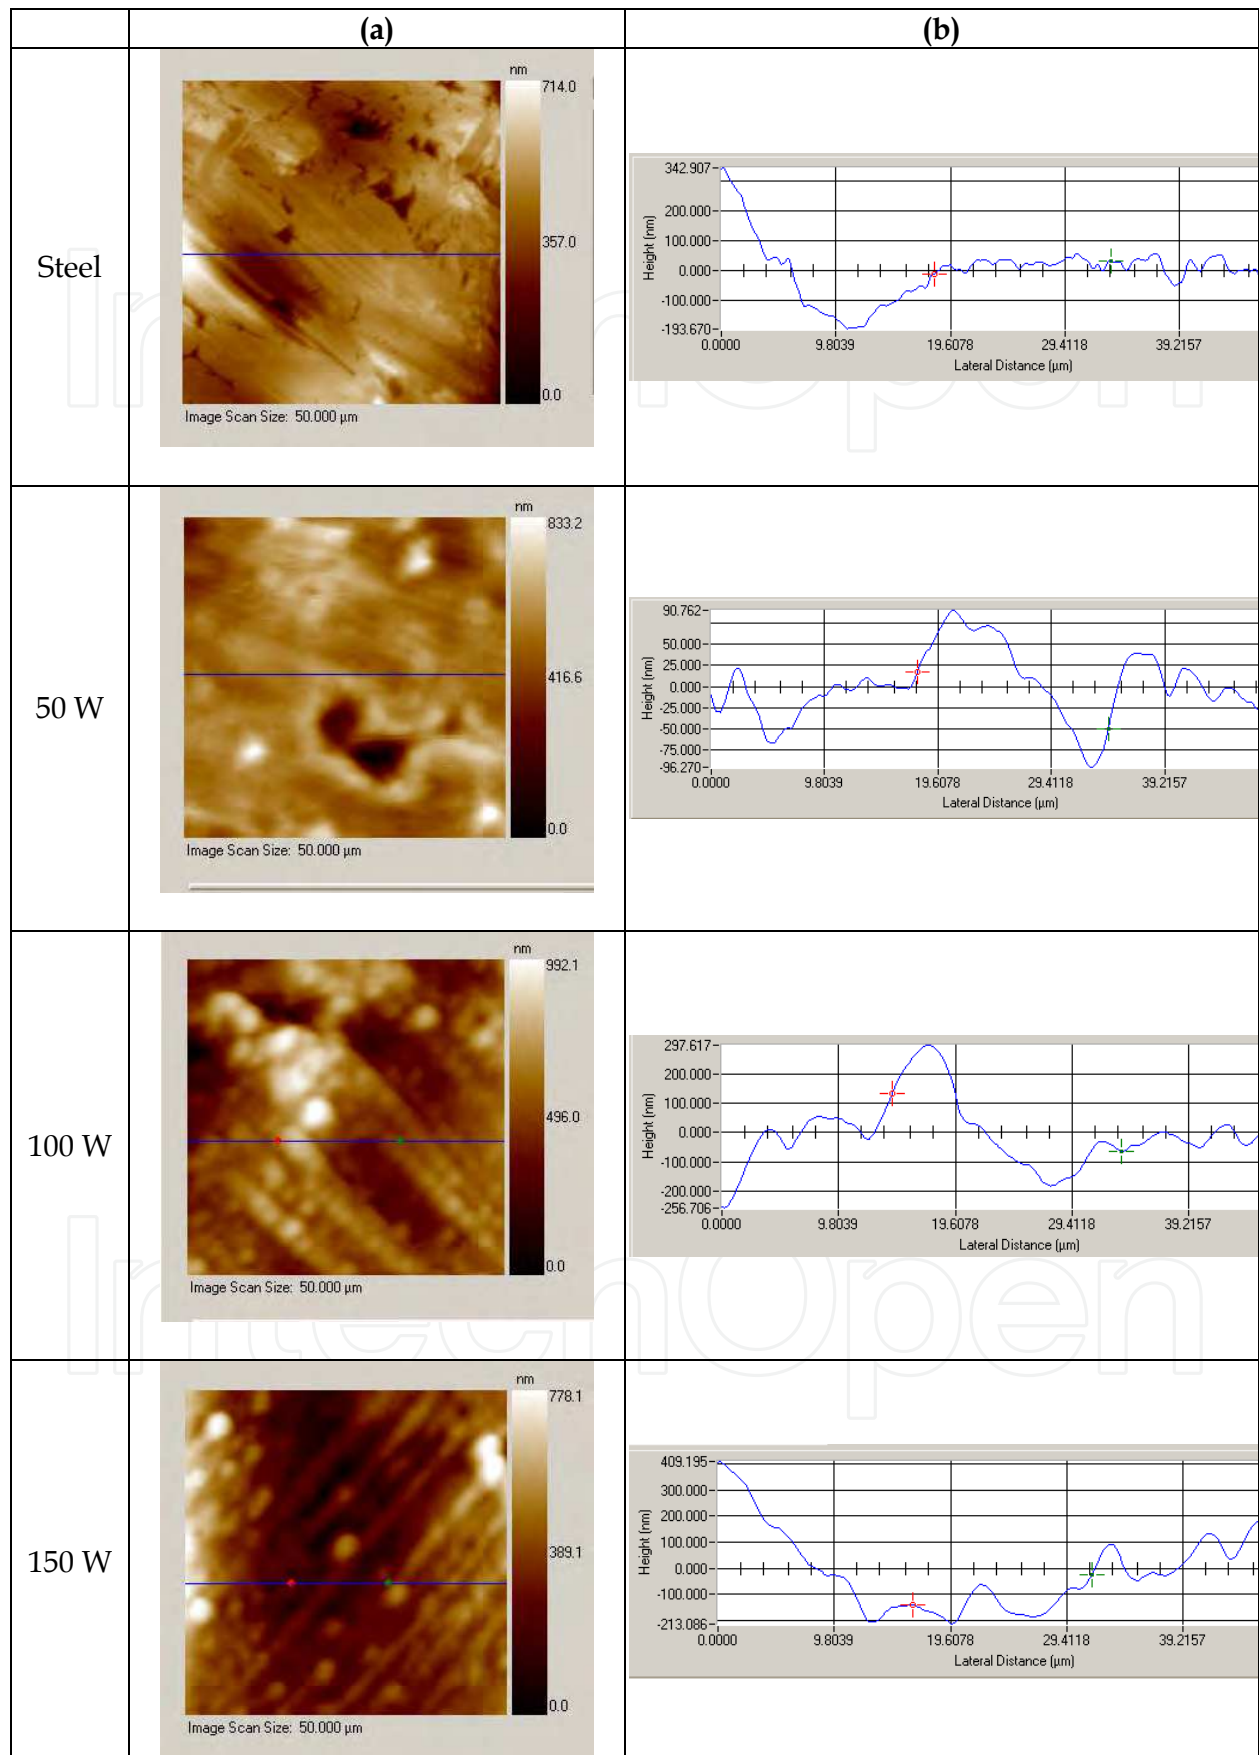 (a) (b)
Steel
nm
714.0
357.0
0.0
Image Scan Size: 50.000 µm
342.907
200.000
100.000
0.000
-100.000
-193.670
Height (nm)
0.0000 9.8039 19.6078 29.4118 39.2157
Lateral Distance (µm)
50 W
nm
833.2
416.6
0.0
Image Scan Size: 50.000 µm
90.762
50.000
25.000
0.000
-25.000
-50.000
-75.000
-96.270
Height (nm)
0.0000 9.8039 19.6078 29.4118 39.2157
Lateral Distance (µm)
100 W
nm
992.1
496.0
0.0
Image Scan Size: 50.000 µm
297.617
200.000
100.000
0.000
-100.000
-200.000
-256.706
Height (nm)
0.0000 9.8039 19.6078 29.4118 39.2157
Lateral Distance (µm)
150 W
nm
778.1
389.1
0.0
Image Scan Size: 50.000 µm
409.195
300.000
200.000
100.000
0.000
-100.000
-213.086
Height (nm)
0.0000 9.8039 19.6078 29.4118 39.2157
Lateral Distance (µm)
IntechOpen
IntechOpen